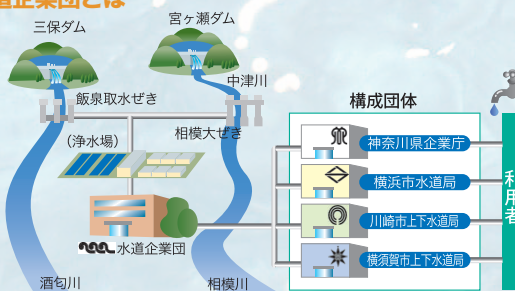 道企業団とは
三保ダム
宮ヶ瀬ダム
中津川
飯泉取水ぜき
相模大ぜき
(浄水場)
水道企業団
酒匂川
相模川
構成団体
神奈川県企業庁
横浜市水道局
川崎市上下水道局
横須賀市上下水道局
利用者